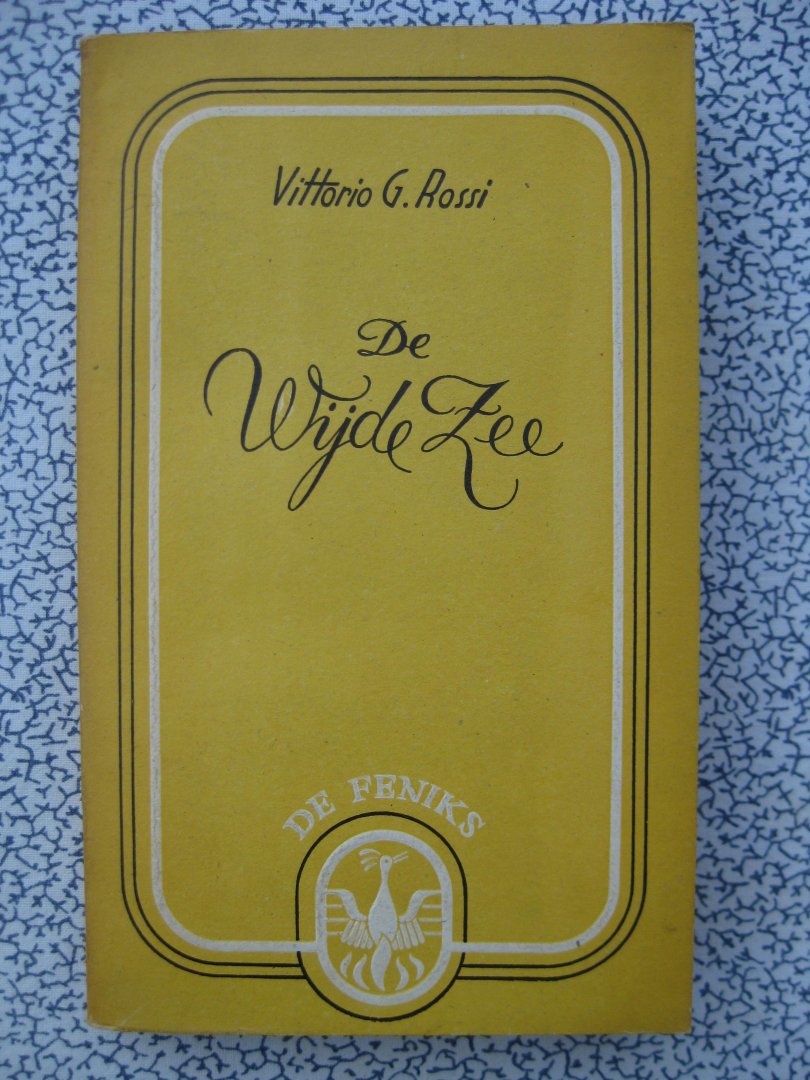 Vittorio G. Rossi
De
Wijde Zee
DE FENIKS